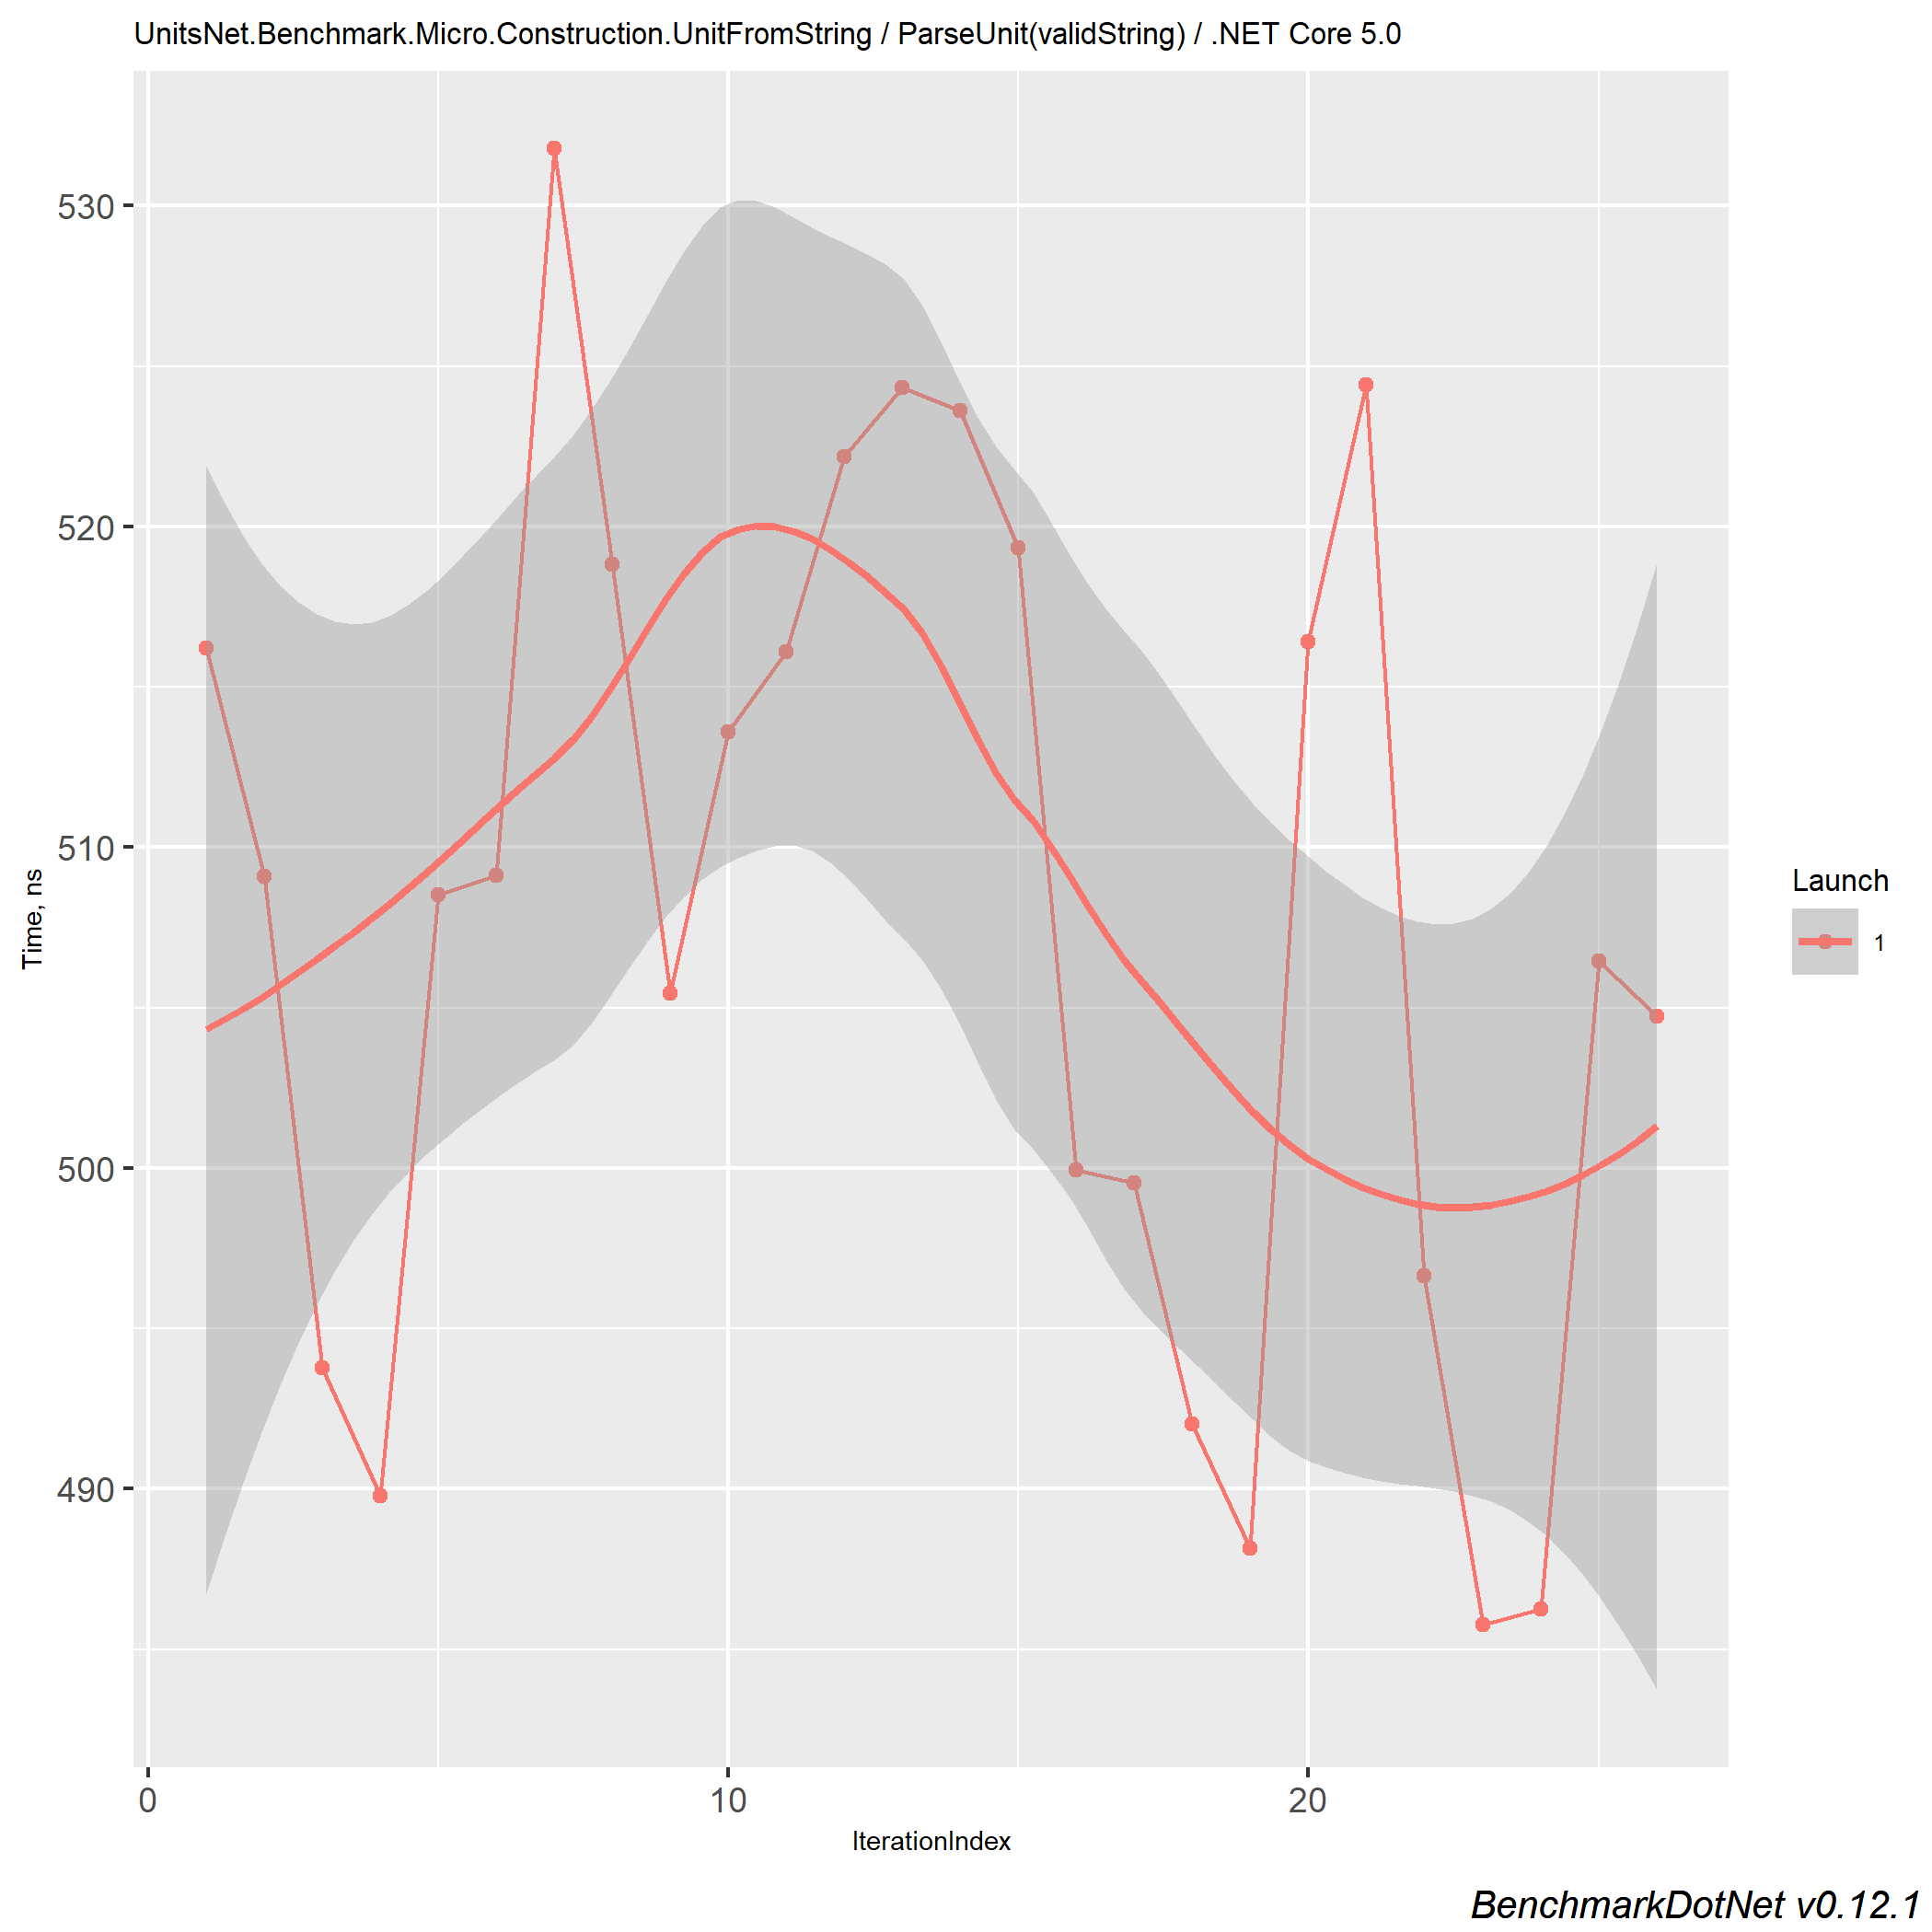 UnitsNet.Benchmark.Micro.Construction.UnitFromString / ParseUnit(validString) / .NET Core 5.0
530
520
510
500
490
Time, ns
0
10
20
IterationIndex
Launch
1
BenchmarkDotNet v0.12.1